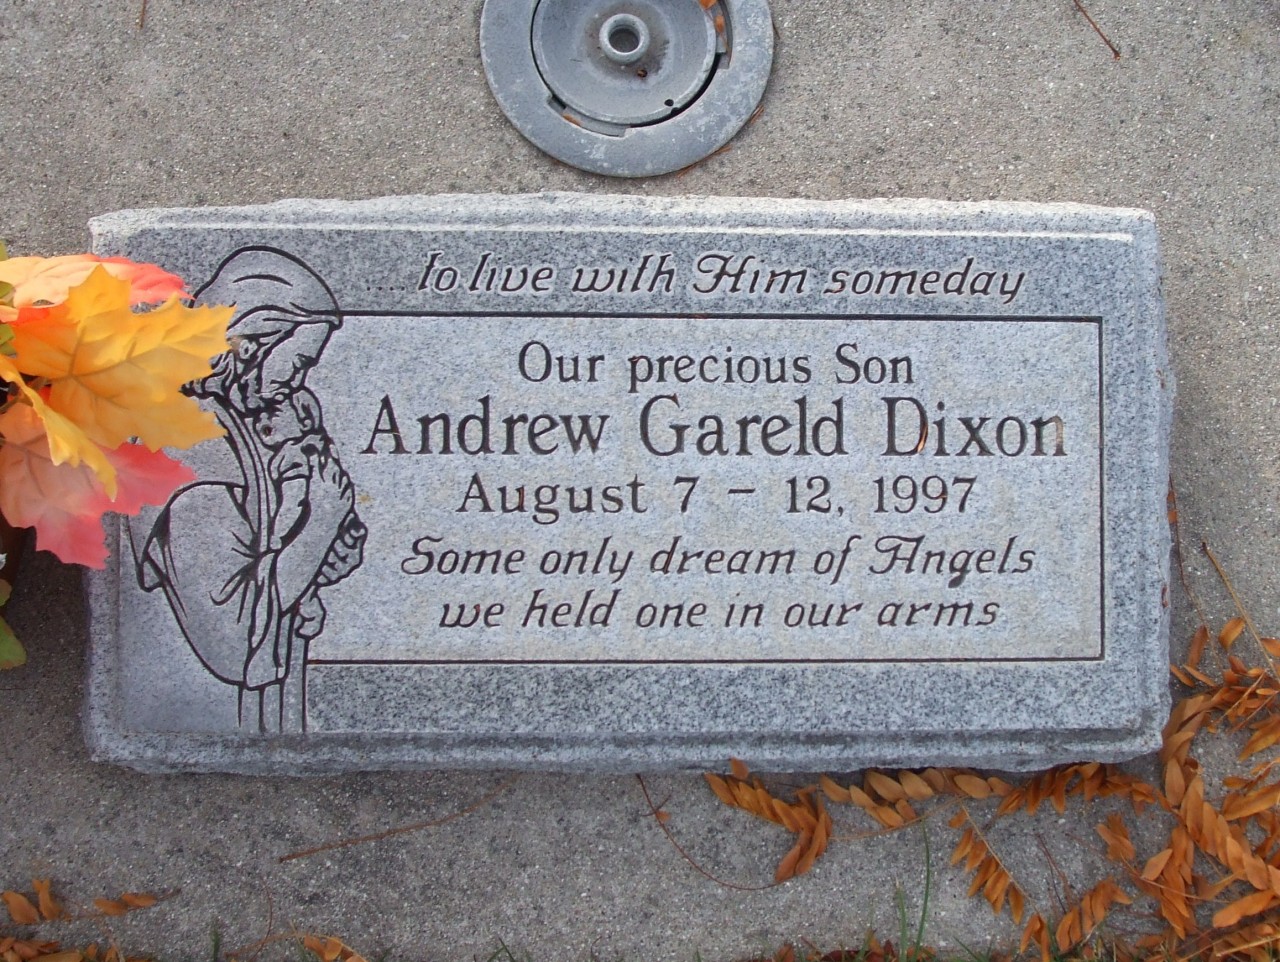 ....to live with Him someday
Our precious Son
Andrew Gareld Dixon
August 7 - 12, 1997
Some only dream of Angels
we held one in our arms